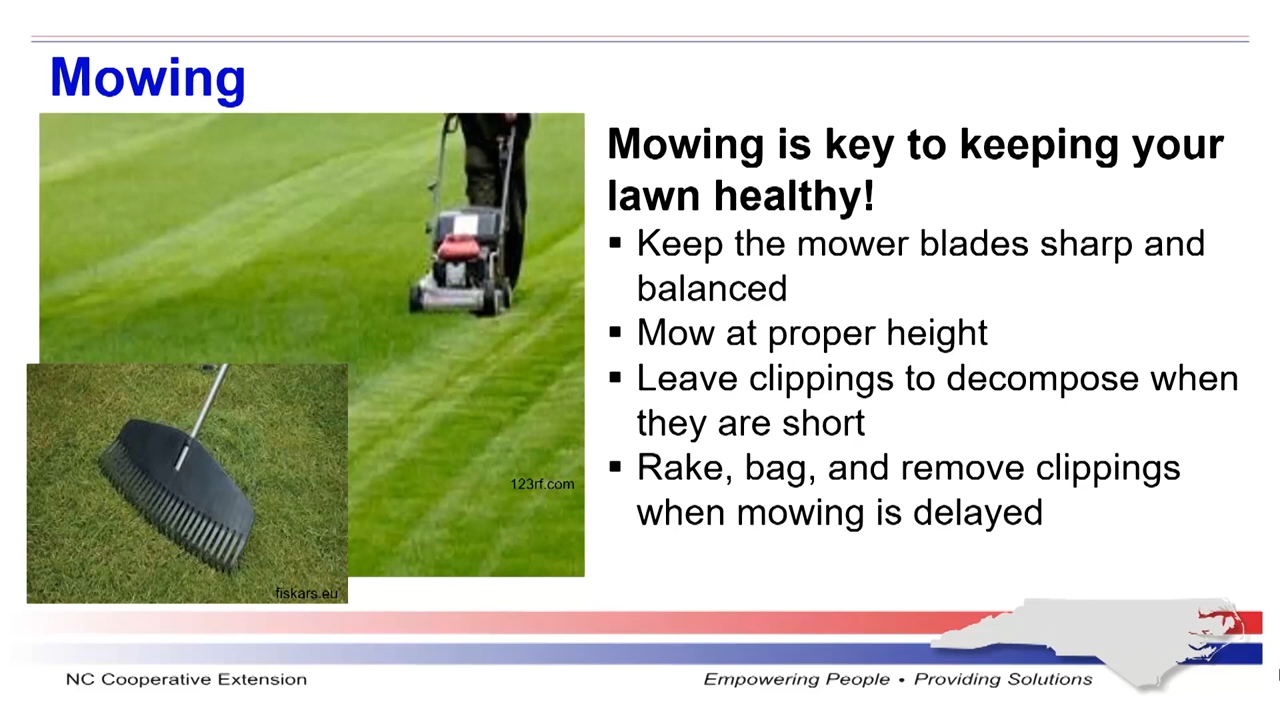 Mowing
Mowing is key to keeping your
lawn healthy!
▪ Keep the mower blades sharp and
balanced
▪ Mow at proper height
▪ Leave clippings to decompose when
they are short
▪ Rake, bag, and remove clippings
when mowing is delayed
123rf.com
fiskars.eu
NC Cooperative Extension
Empowering People • Providing Solutions